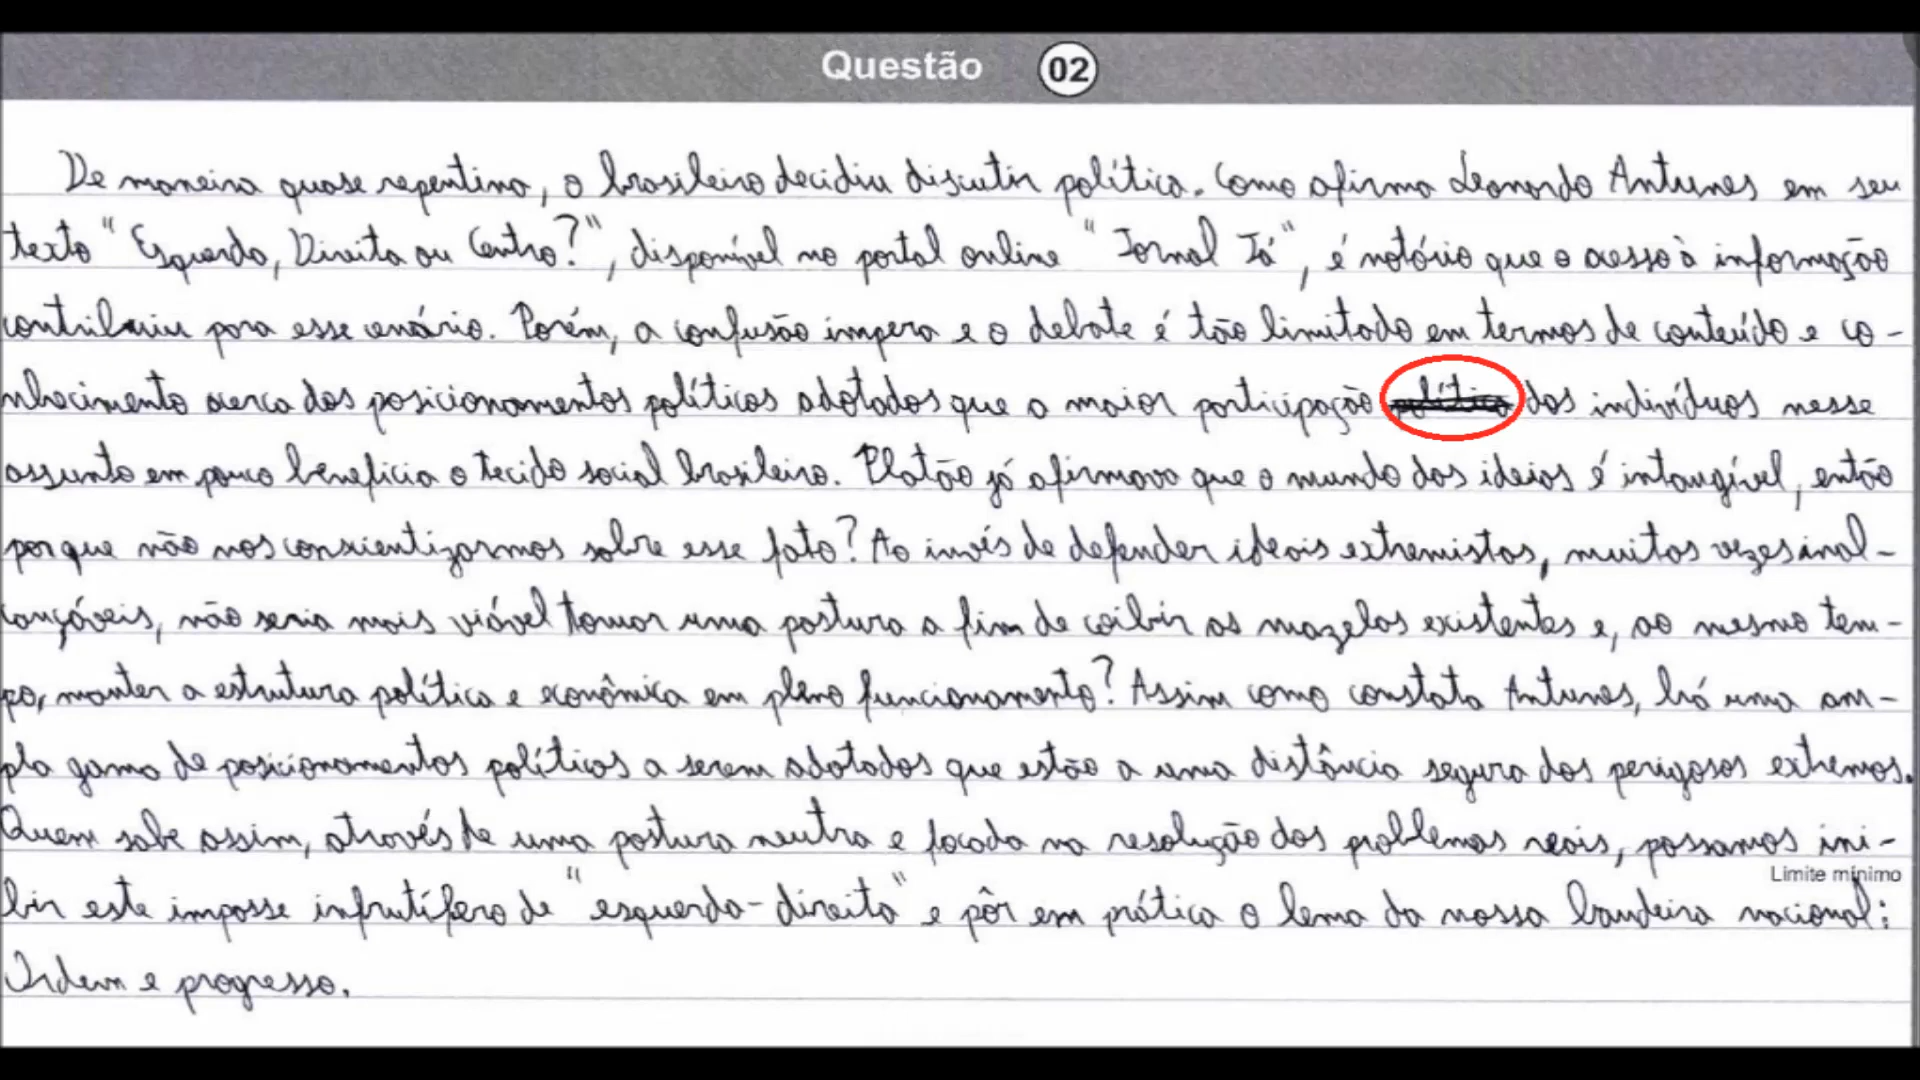 Questão 02
De maneira quase repentina, o brasileiro decidiu discutir política. Como afirma Leonardo Antunes em seu
texto "Esquerda, Direita ou Centro?", disponível no portal online "Jornal Já", é notório que o acesso à informação
contribuiu para esse cenário. Porém, a confusão impera e o debate é tão limitado em termos de conteúdo e co-
nhecimento acerca dos posicionamentos políticos adotados que a maior participação política dos indivíduos nesse
assunto em pouco beneficia o tecido social brasileiro. Platão já afirmava que o mundo das ideias é intangível, então
por que não nos conscientizarmos sobre esse fato? Ao invés de defender ideais extremistas, muitas vezes inal-
cançáveis, não seria mais viável tomar uma postura a fim de coibir as mazelas existentes e, ao mesmo tem-
po, manter a estrutura política e econômica em pleno funcionamento? Assim como constata Antunes, há uma am-
pla gama de posicionamentos políticos a serem adotados que estão a uma distância segura dos perigosos extremos.
Quem sabe assim, através de uma postura neutra e focada na resolução dos problemas reais, possamos ini-
Limite mínimo
bir este impasse infrutífero de "esquerda-direita" e pôr em prática o lema da nossa bandeira nacional:
Ordem e progresso.